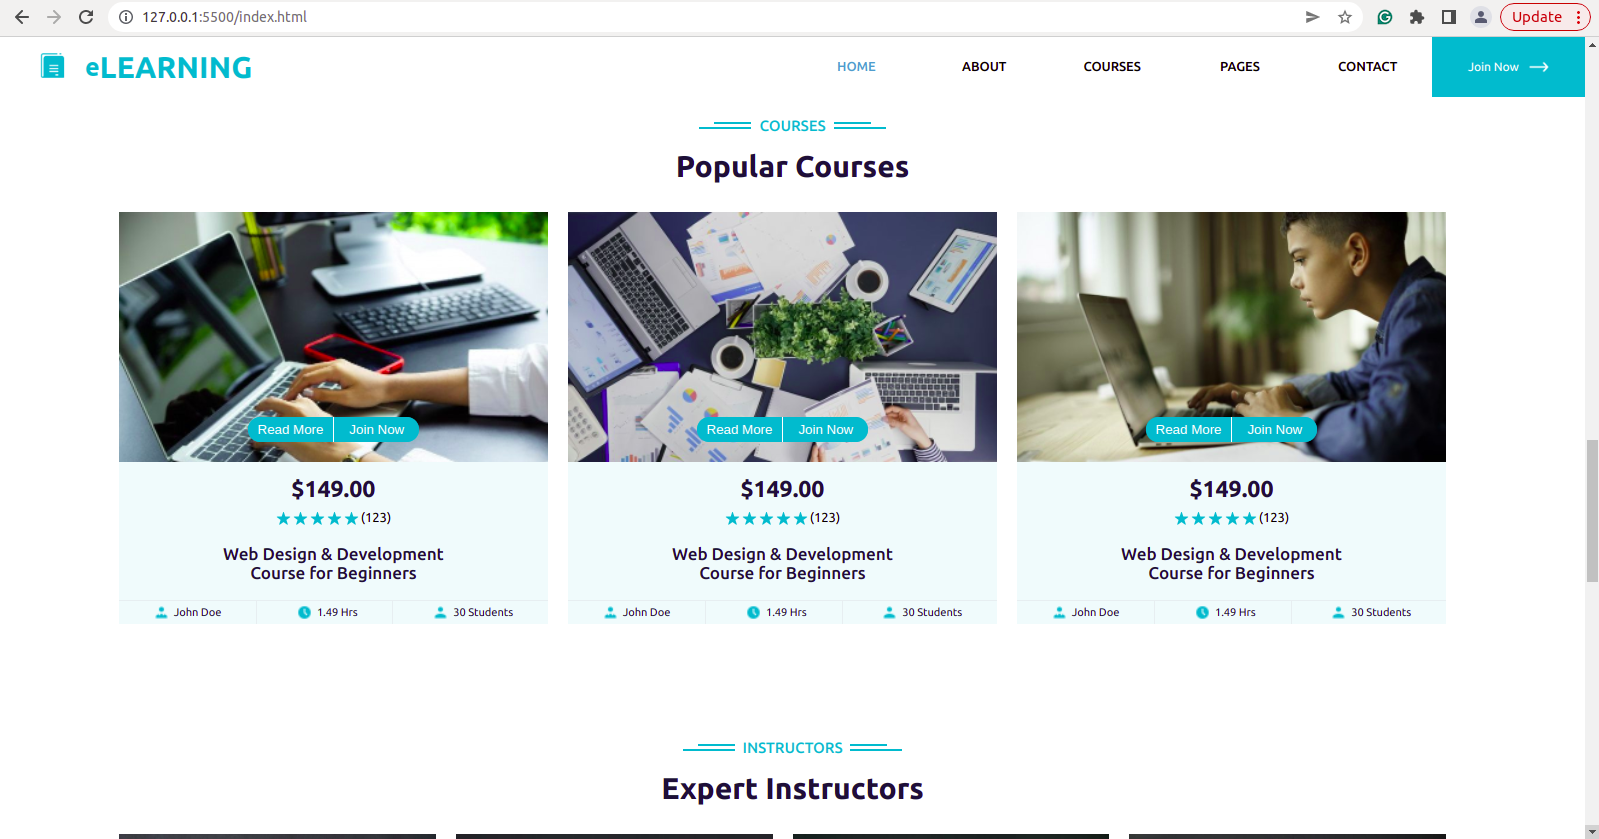 127.0.0.1:5500/index.html
Update
eLEARNING
HOME
ABOUT
COURSES
PAGES
CONTACT
Join Now
COURSES
Popular Courses
Read More
Join Now
Read More
Join Now
Read More
Join Now
$149.00
$149.00
$149.00
(123)
(123)
(123)
Web Design & Development
Course for Beginners
Web Design & Development
Course for Beginners
Web Design & Development
Course for Beginners
John Doe
1.49 Hrs
30 Students
John Doe
1.49 Hrs
30 Students
John Doe
1.49 Hrs
30 Students
INSTRUCTORS
Expert Instructors